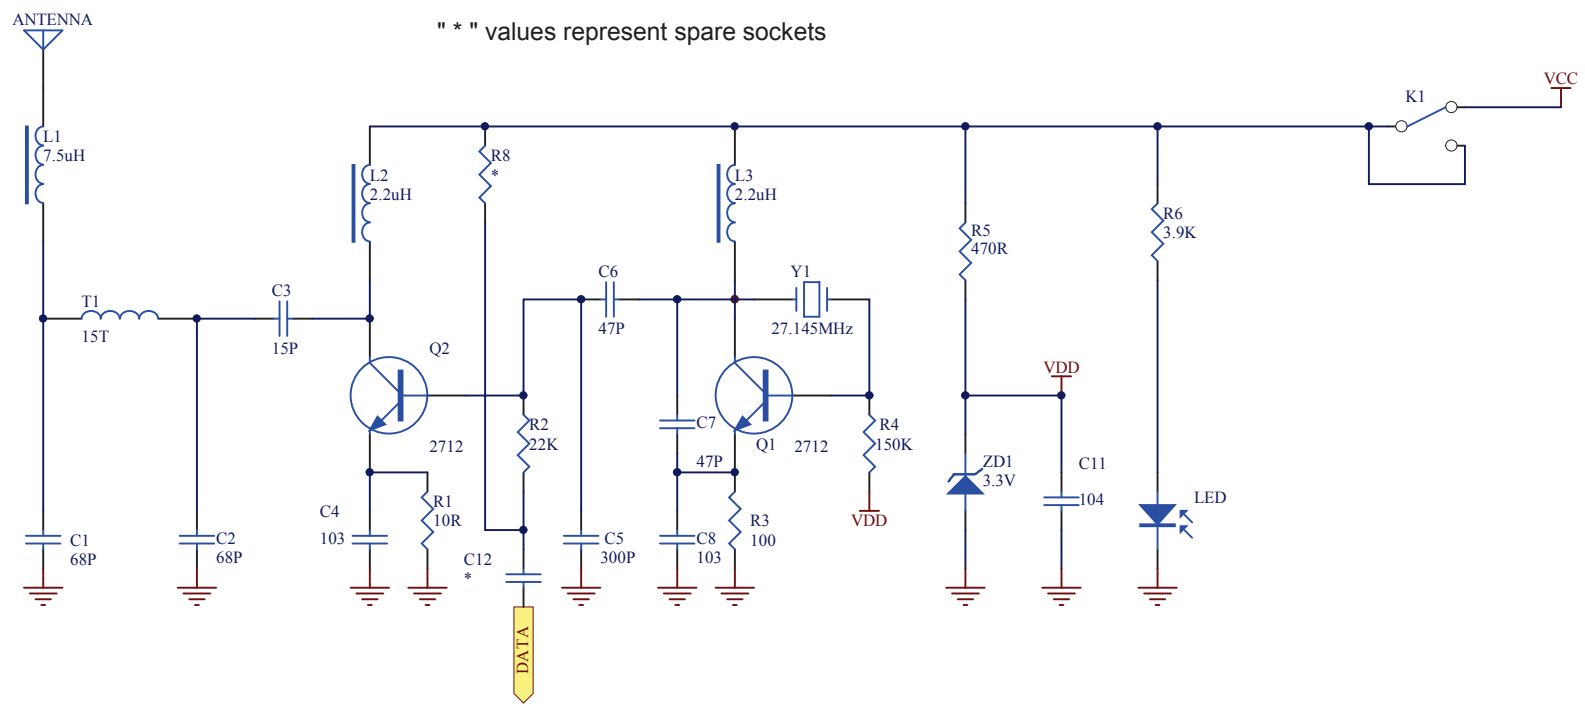 ANTENNA
" * " values represent spare sockets
VCC
K1
L1
7.5uH
L2
2.2uH
R8
*
L3
2.2uH
R5
470R
R6
3.9K
T1
15T
C3
15P
C6
47P
Y1
27.145MHz
Q2
2712
R2
22K
C7
47P
Q1
2712
R4
150K
VDD
VDD
ZD1
3.3V
C11
104
LED
C1
68P
C2
68P
C4
103
R1
10R
C12
*
C5
300P
C8
103
R3
100
DATA